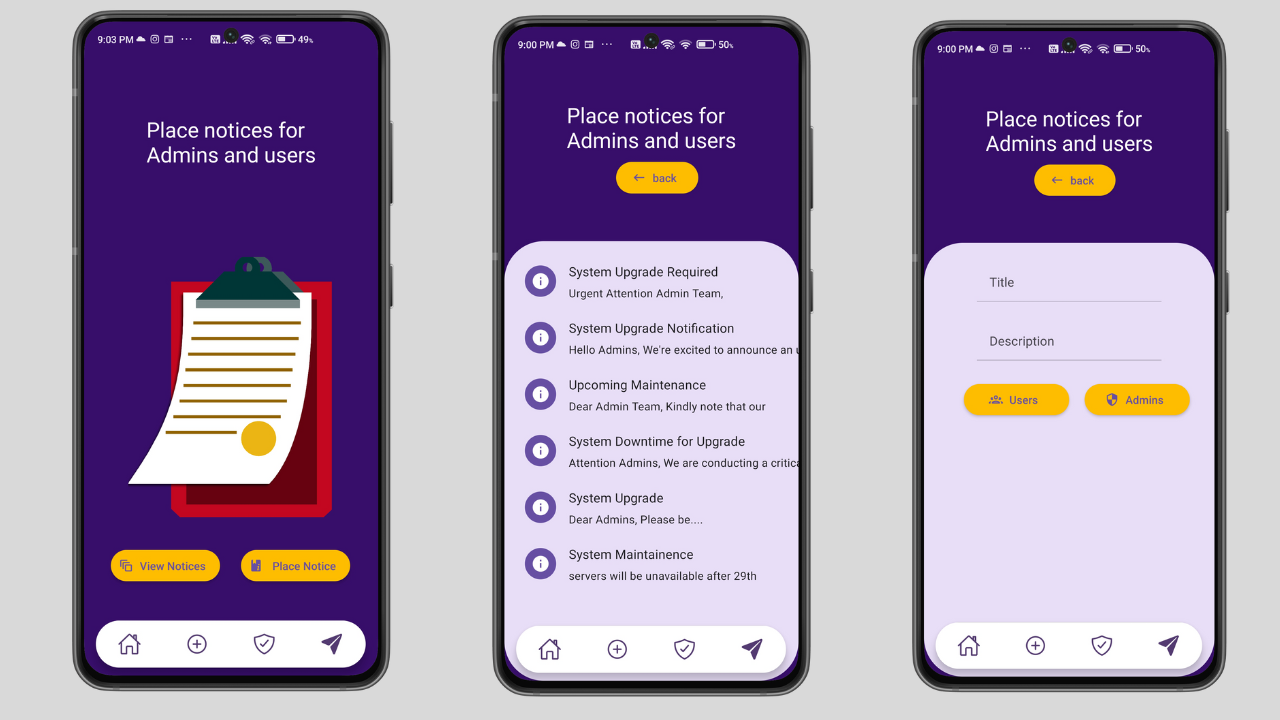 9:03 PM
49%
Place notices for
Admins and users
View Notices
Place Notice
9:00 PM
50%
Place notices for
Admins and users
back
System Upgrade Required
Urgent Attention Admin Team,
System Upgrade Notification
Hello Admins, We're excited to announce an u
Upcoming Maintenance
Dear Admin Team, Kindly note that our
System Downtime for Upgrade
Attention Admins, We are conducting a critica
System Upgrade
Dear Admins, Please be....
System Maintainence
servers will be unavailable after 29th
9:00 PM
50%
Place notices for
Admins and users
back
Title
Description
Users
Admins